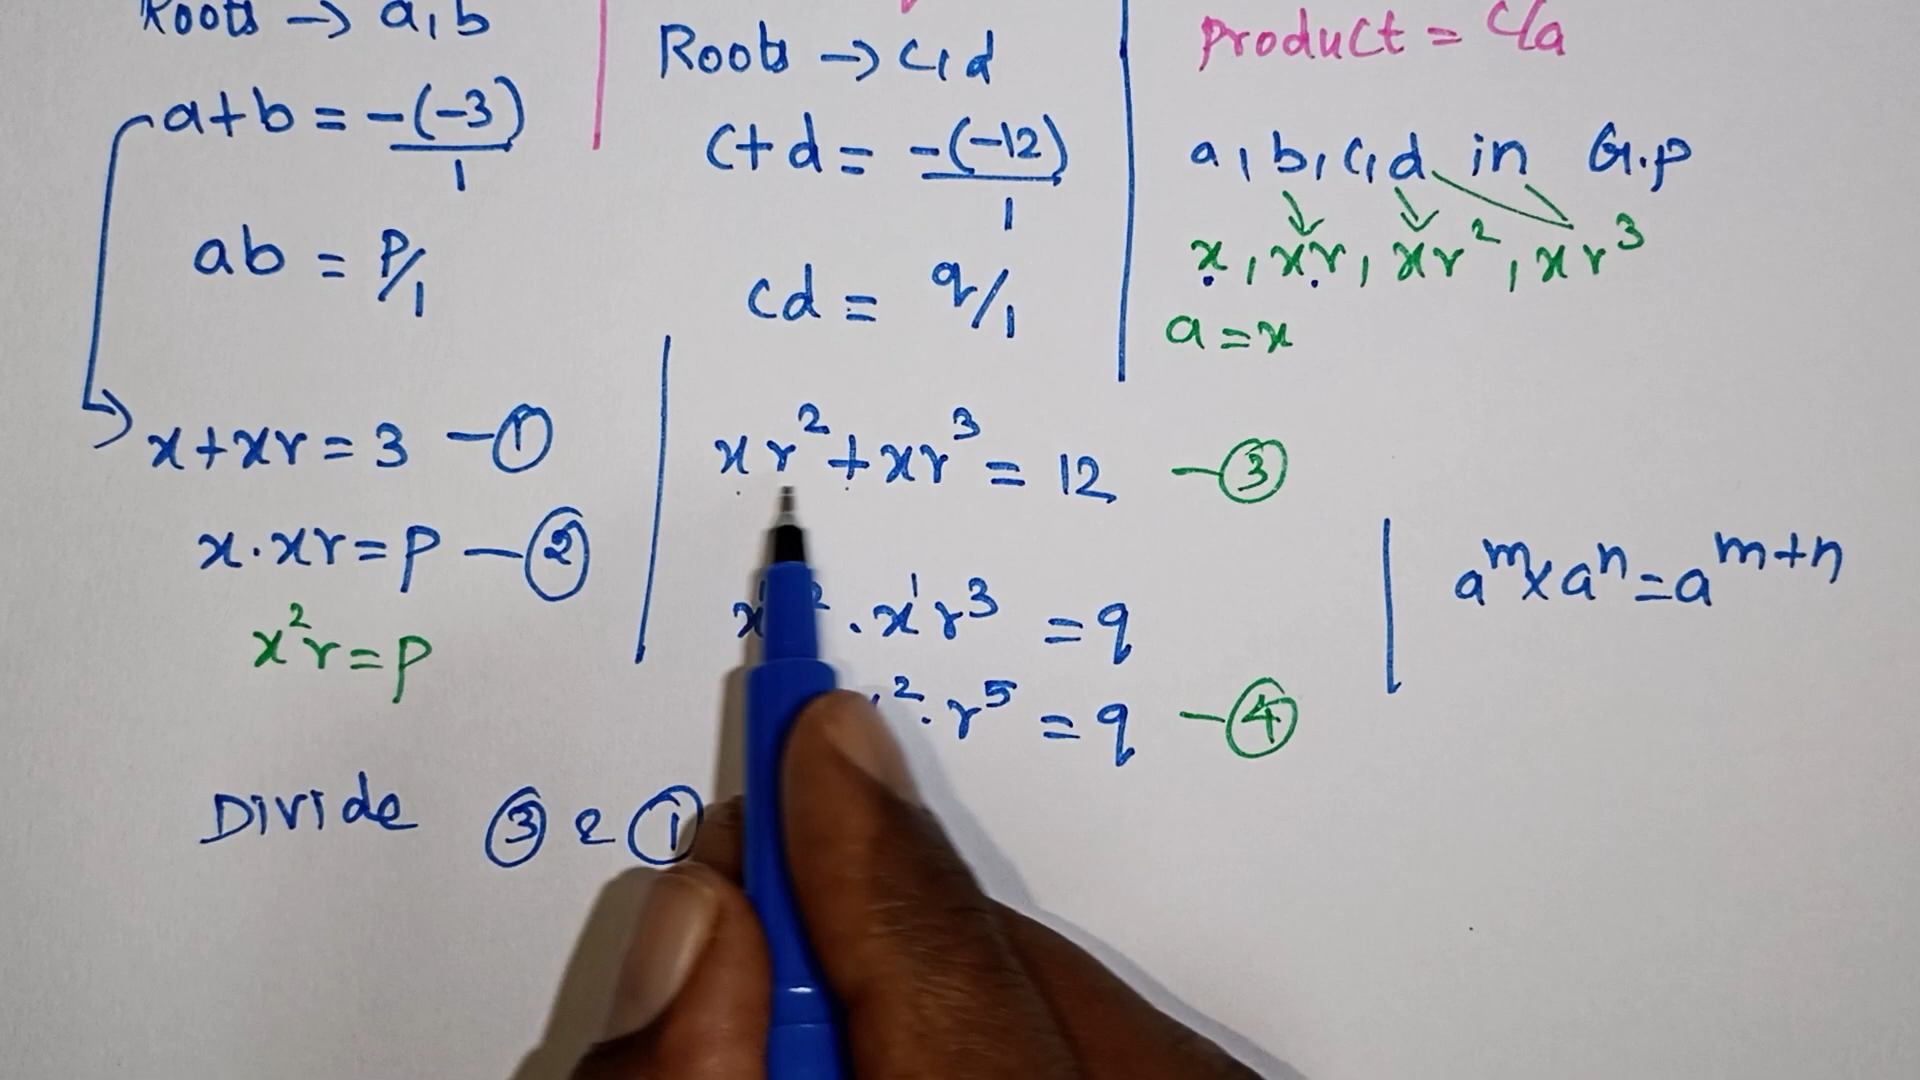 Roots → a, b
a+b = -(-3)/1
ab = P/1
x+xr = 3 — ①
x.xr = p — ②
x²r = p
Divide ③ & ①
Roots → c, d
c+d = -(-12)/1
cd = q/1
xr² + xr³ = 12 — ③
. x¹r³ = q
². r⁵ = q — ④
Product = c/a
a, b, c, d in G.P
x, xr, xr², xr³
a = x
aᵐ x aⁿ = aᵐ⁺ⁿ